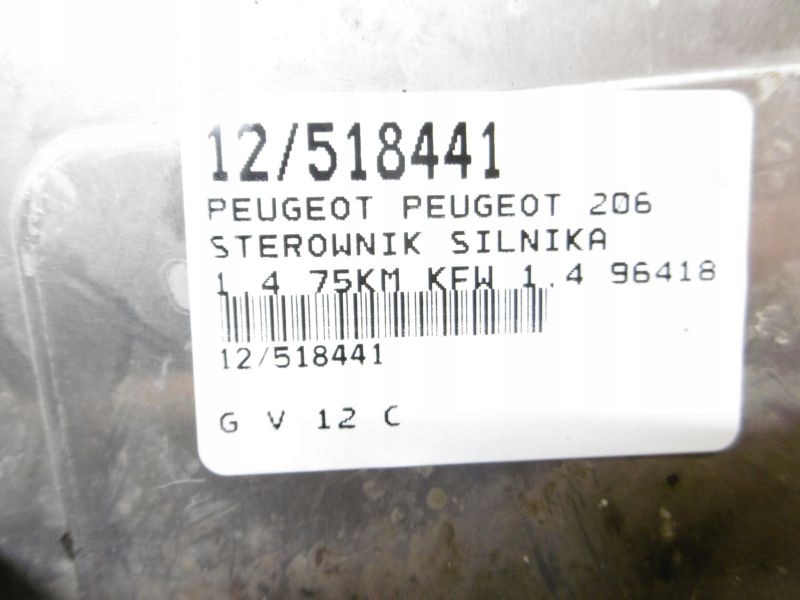 12/518441
PEUGEOT PEUGEOT 206
STEROWNIK SILNIKA
1.4 75KM KFW 1.4 96418
12/518441
G V 12 C